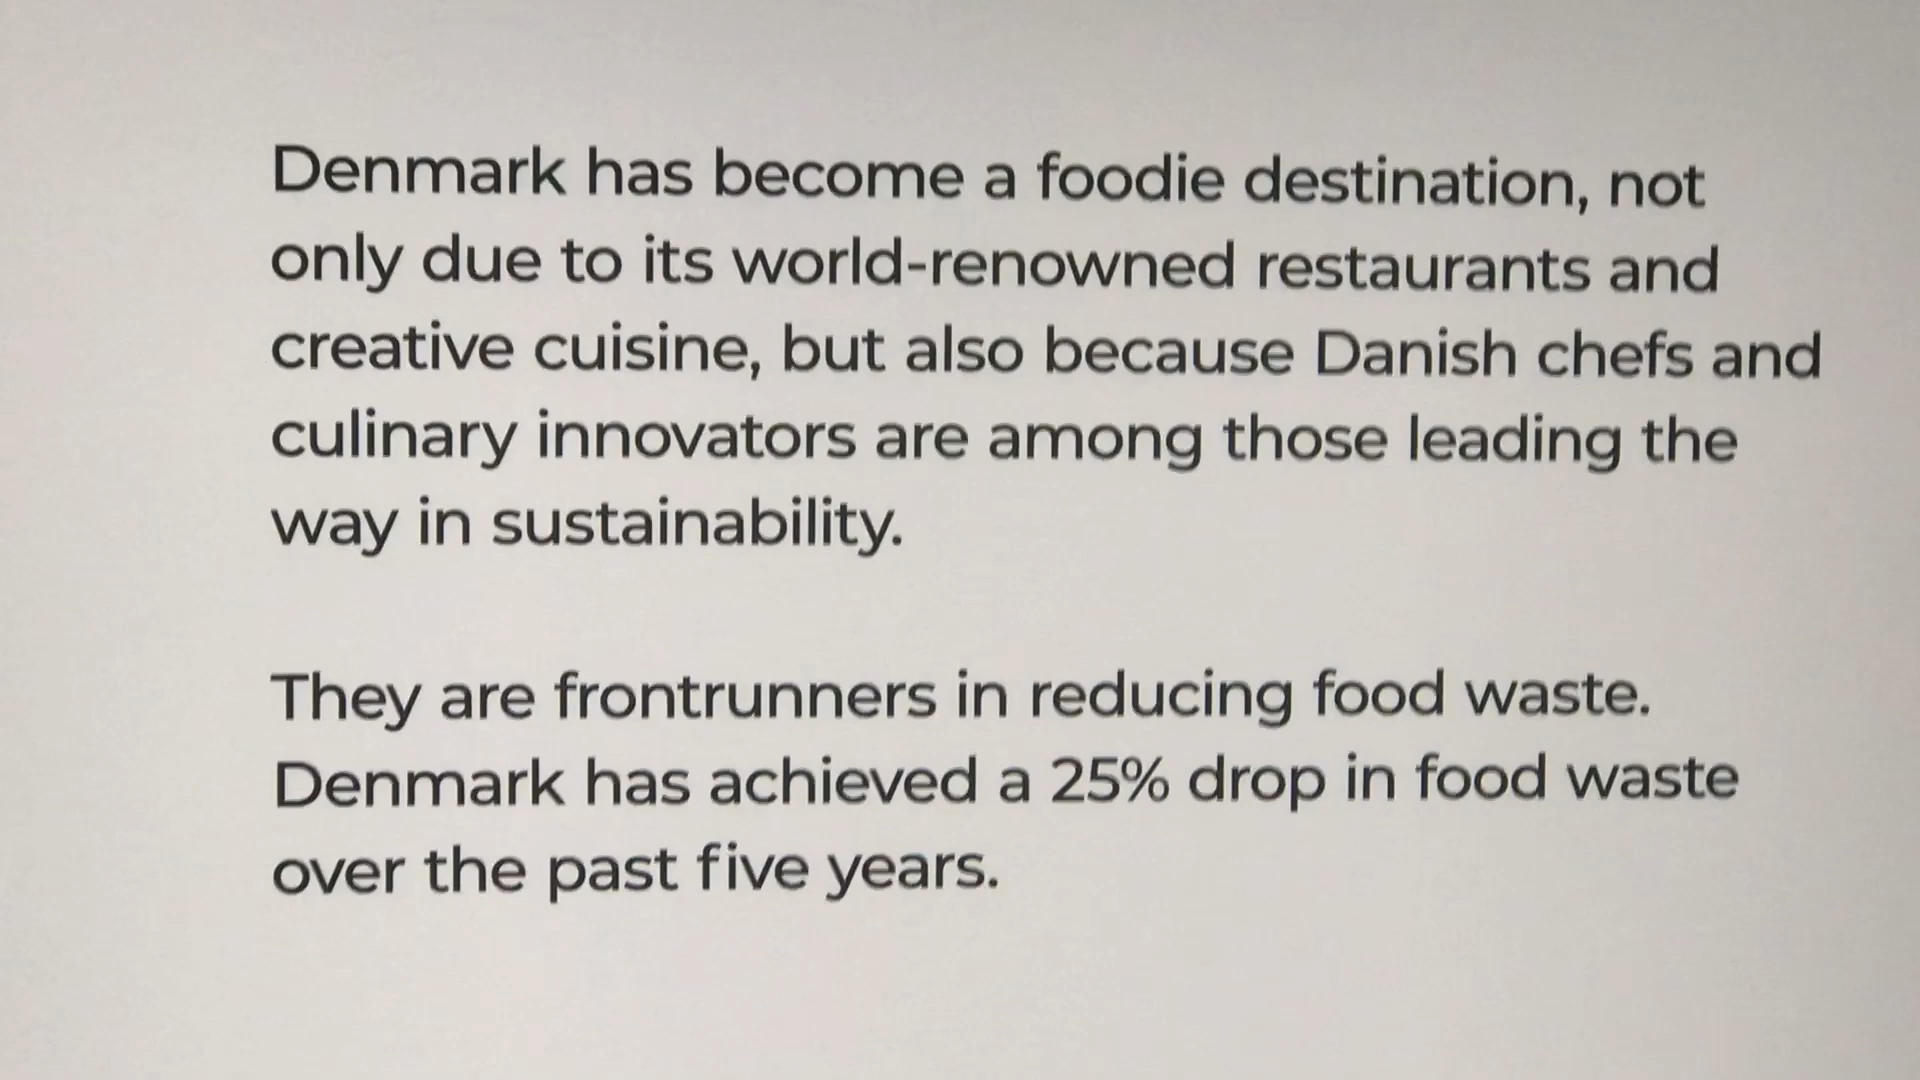 Denmark has become a foodie destination, not
only due to its world-renowned restaurants and
creative cuisine, but also because Danish chefs and
culinary innovators are among those leading the
way in sustainability.
They are frontrunners in reducing food waste.
Denmark has achieved a 25% drop in food waste
over the past five years.